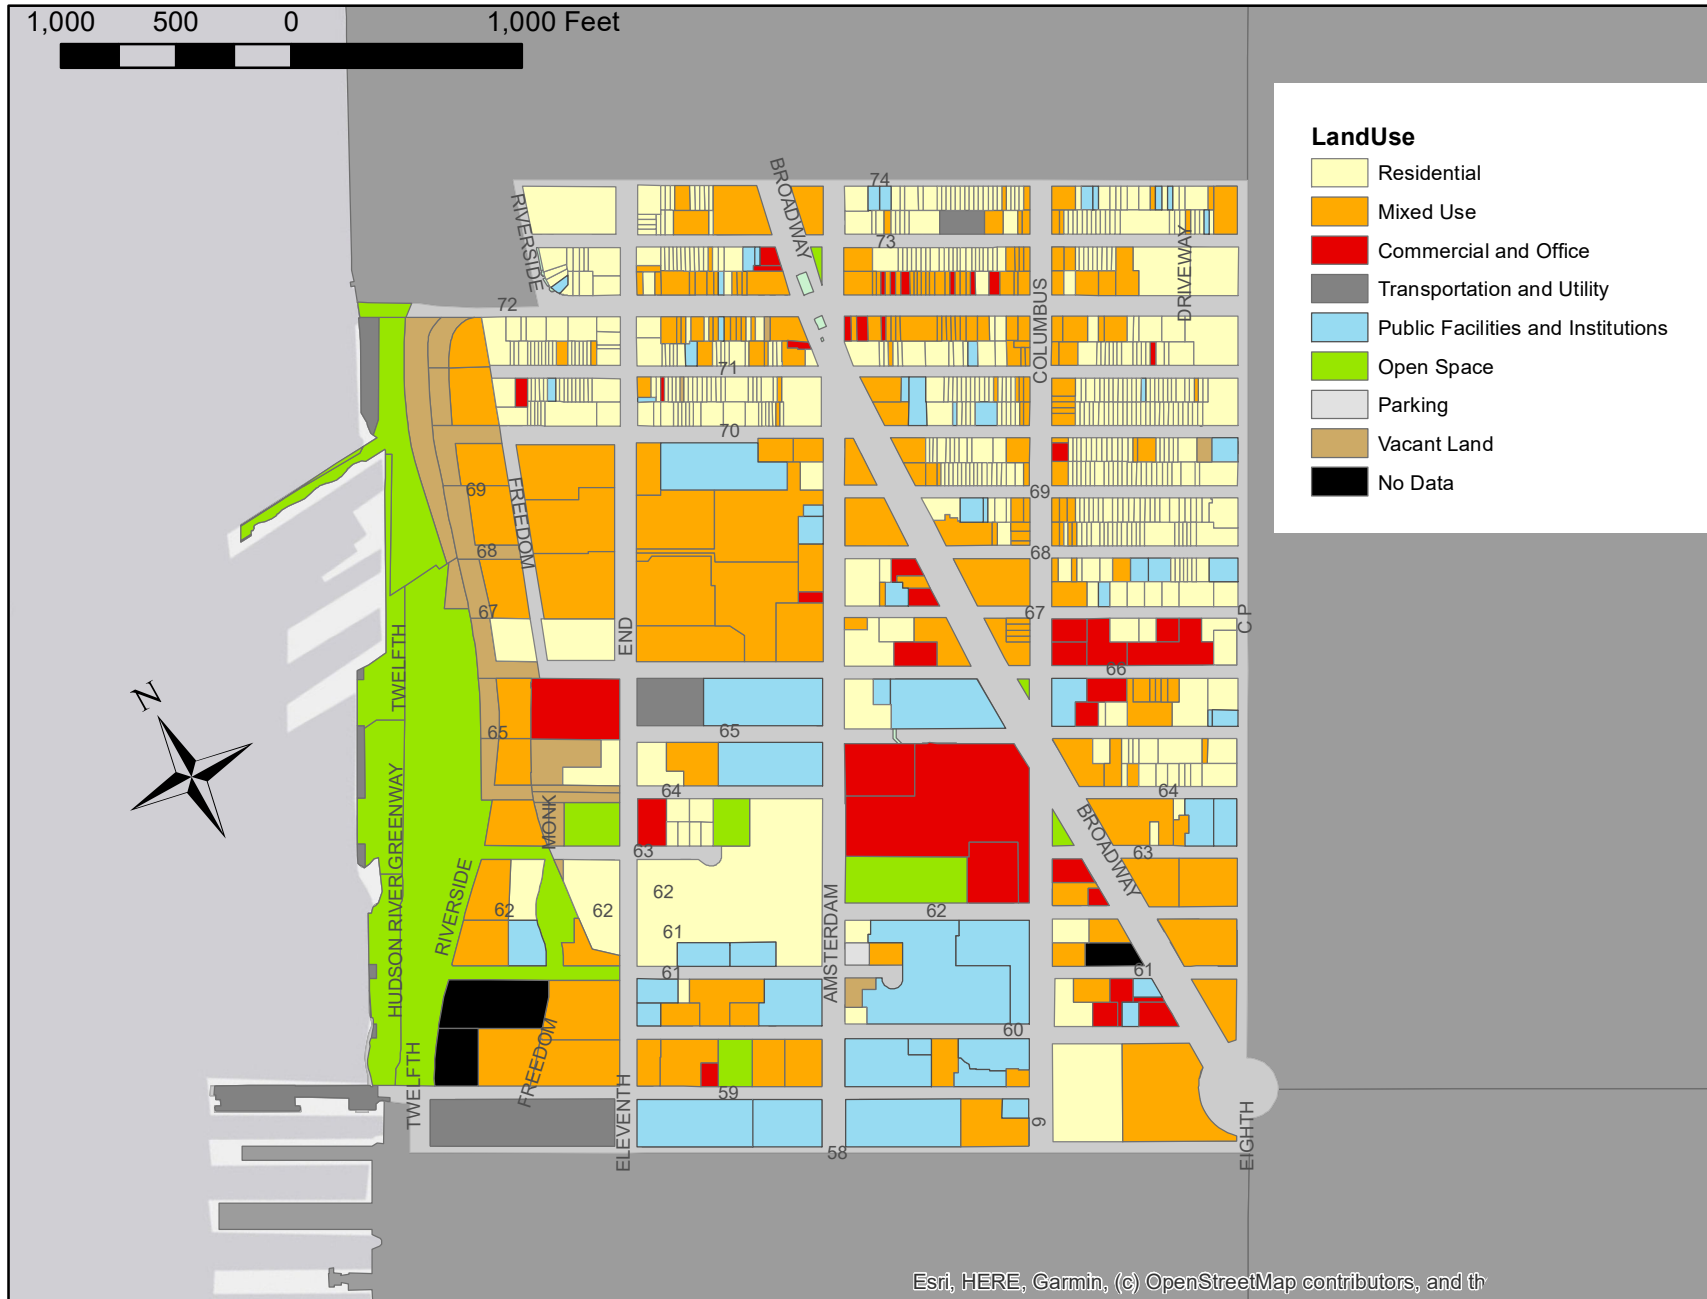 1,000 500 0 1,000 Feet
LandUse
Residential
Mixed Use
Commercial and Office
Transportation and Utility
Public Facilities and Institutions
Open Space
Parking
Vacant Land
No Data
BROADWAY
74
RIVERSIDE
73
DRIVEWAY
72
COLUMBUS
71
70
69
69
FREEDOM
68
68
67
67
C P
END
TWELFTH
66
N
65
65
64
64
HUDSON RIVER GREENWAY
MONK
BROADWAY
63
63
RIVERSIDE
62
62
62
62
AMSTERDAM
61
61
61
60
FREEDOM
TWELFTH
59
ELEVENTH
9
EIGHTH
58
Esri, HERE, Garmin, (c) OpenStreetMap contributors, and th